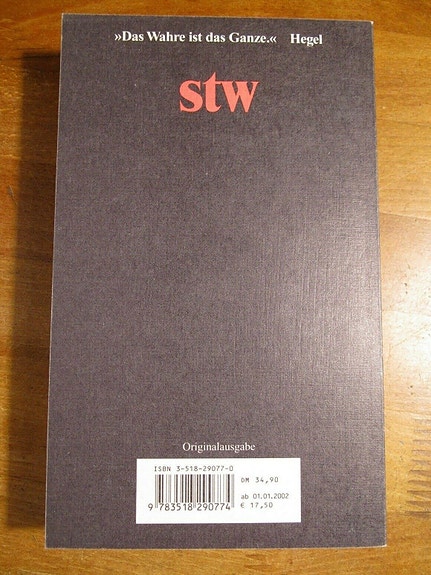 »Das Wahre ist das Ganze.« Hegel
stw
Originalausgabe
ISBN 3-518-29077-0
DM 34,90
ab 01.01.2002
€ 17,50
9 783518 290774